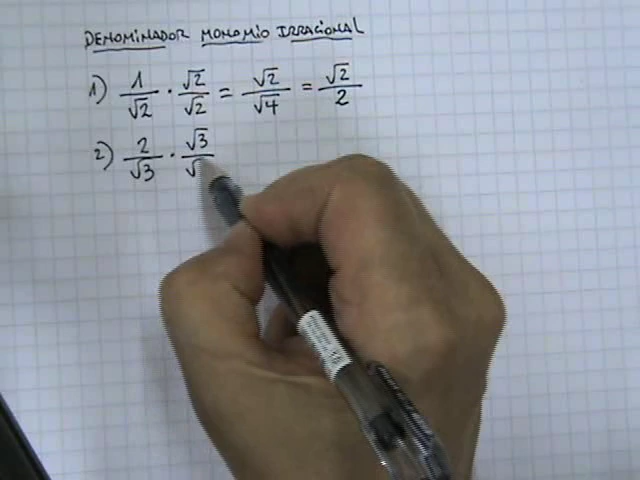 DENOMINADOR MONOMIO IRRACIONAL
1) 1/√2 · √2/√2 = √2/√4 = √2/2
2) 2/√3 · √3/√